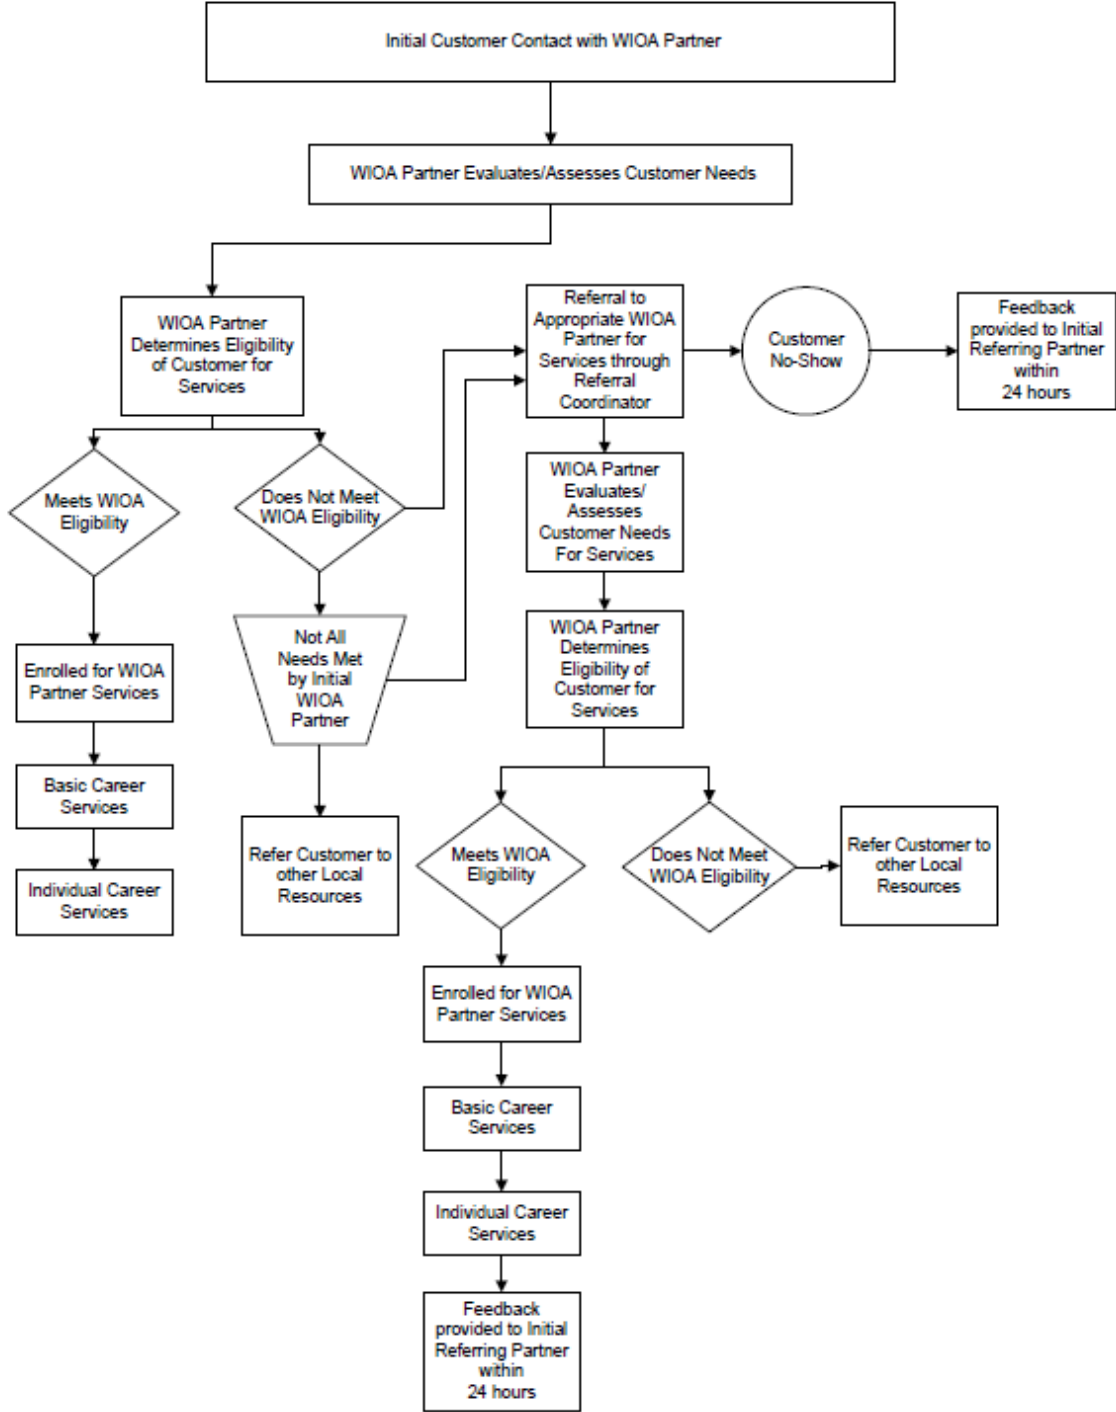 Initial Customer Contact with WIOA Partner
WIOA Partner Evaluates/Assesses Customer Needs
WIOA Partner
Determines Eligibility
of Customer for
Services
Referral to
Appropriate WIOA
Partner for
Services through
Referral
Coordinator
Customer
No-Show
Feedback
provided to Initial
Referring Partner
within
24 hours
Meets WIOA
Eligibility
Does Not Meet
WIOA Eligibility
WIOA Partner
Evaluates/
Assesses
Customer Needs
For Services
Enrolled for WIOA
Partner Services
Not All
Needs Met
by Initial
WIOA
Partner
WIOA Partner
Determines
Eligibility of
Customer for
Services
Basic Career
Services
Individual Career
Services
Refer Customer to
other Local
Resources
Meets WIOA
Eligibility
Does Not Meet
WIOA Eligibility
Refer Customer to
other Local
Resources
Enrolled for WIOA
Partner Services
Basic Career
Services
Individual Career
Services
Feedback
provided to Initial
Referring Partner
within
24 hours